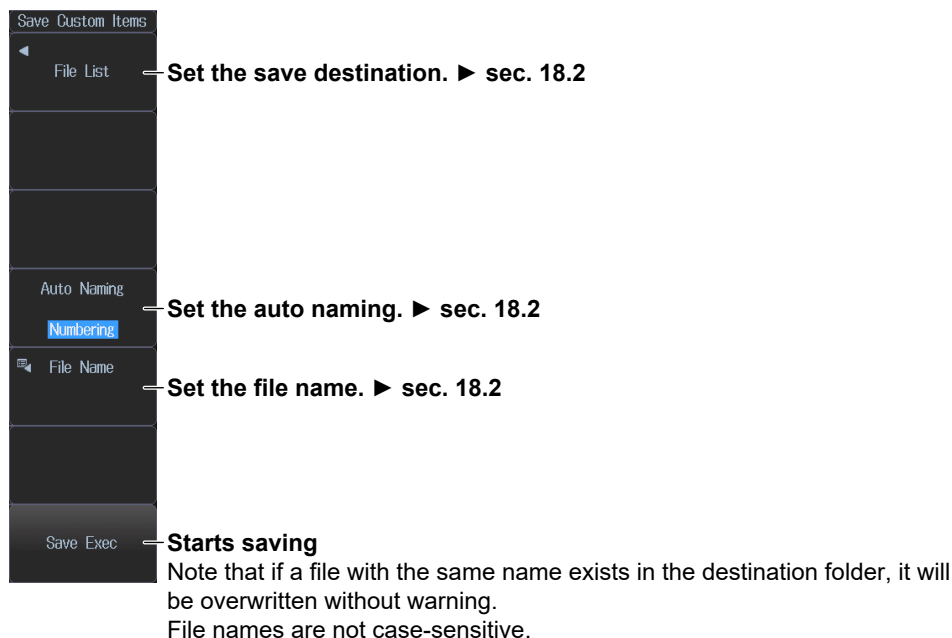 Save Custom Items
File List
Set the save destination. ► sec. 18.2
Auto Naming
Numbering
Set the auto naming. ► sec. 18.2
File Name
Set the file name. ► sec. 18.2
Save Exec
Starts saving
Note that if a file with the same name exists in the destination folder, it will
be overwritten without warning.
File names are not case-sensitive.